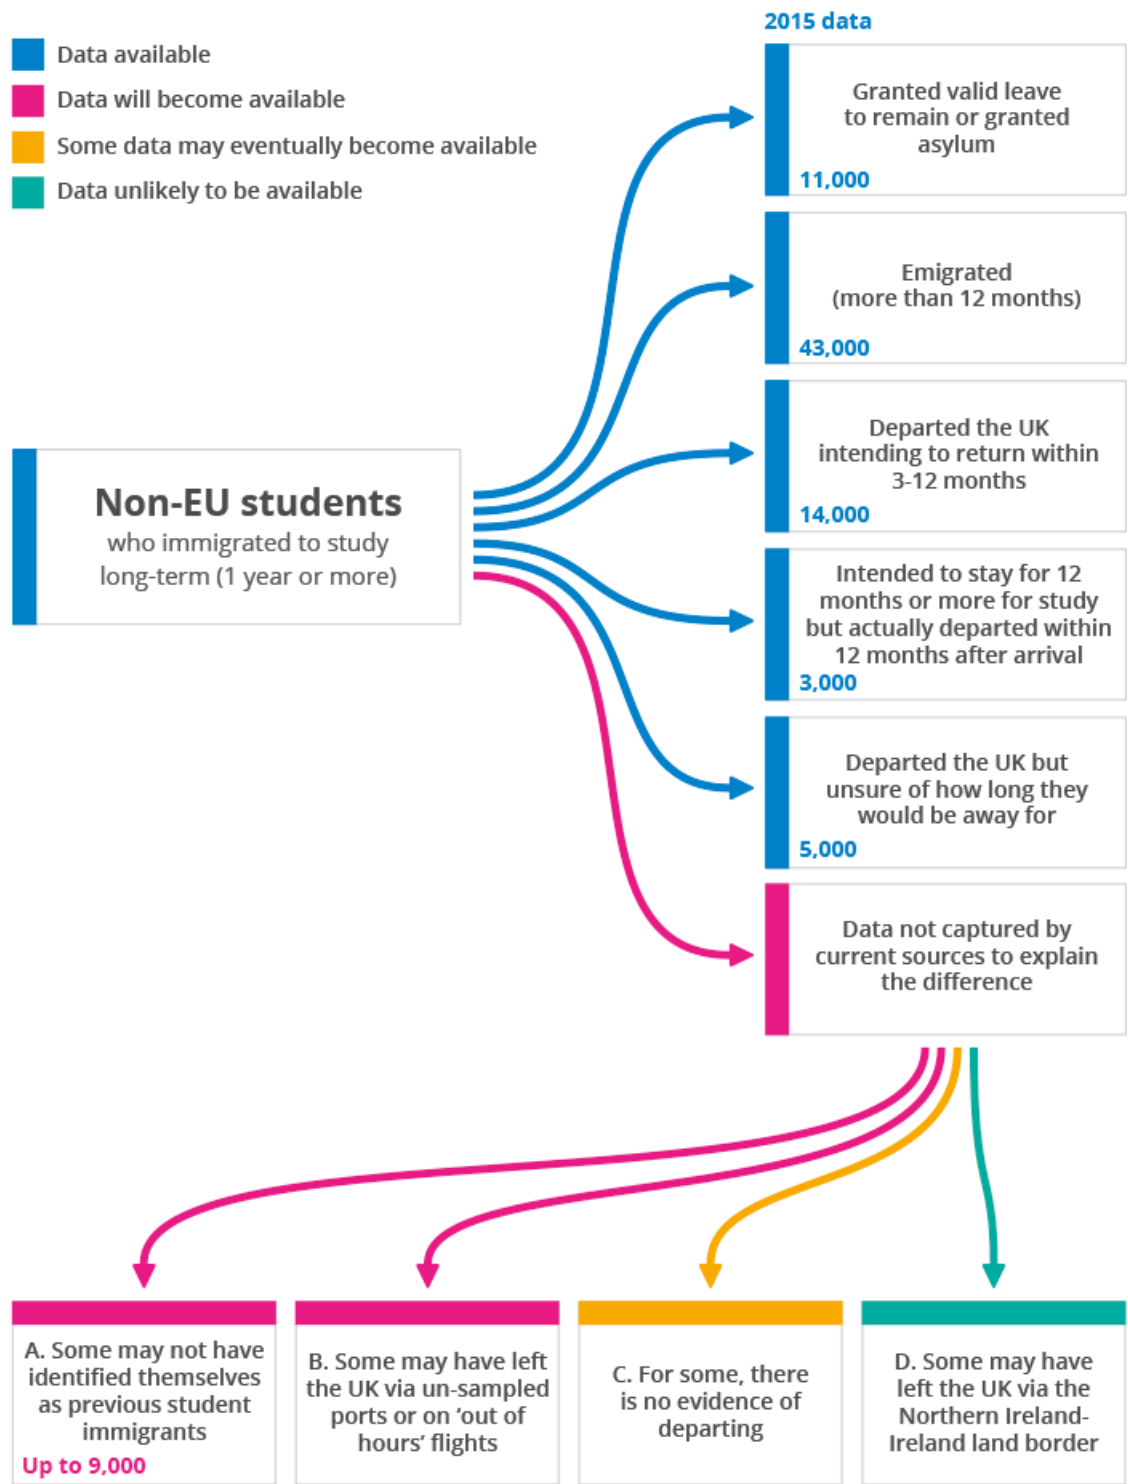 Data available
Data will become available
Some data may eventually become available
Data unlikely to be available
2015 data
Granted valid leave
to remain or granted
asylum
11,000
Emigrated
(more than 12 months)
43,000
Departed the UK
intending to return within
3-12 months
14,000
Intended to stay for 12
months or more for study
but actually departed within
12 months after arrival
3,000
Departed the UK but
unsure of how long they
would be away for
5,000
Non-EU students
who immigrated to study
long-term (1 year or more)
Data not captured by
current sources to explain
the difference
A. Some may not have
identified themselves
as previous student
immigrants
Up to 9,000
B. Some may have left
the UK via un-sampled
ports or on ‘out of
hours’ flights
C. For some, there
is no evidence of
departing
D. Some may have
left the UK via the
Northern Ireland-
Ireland land border